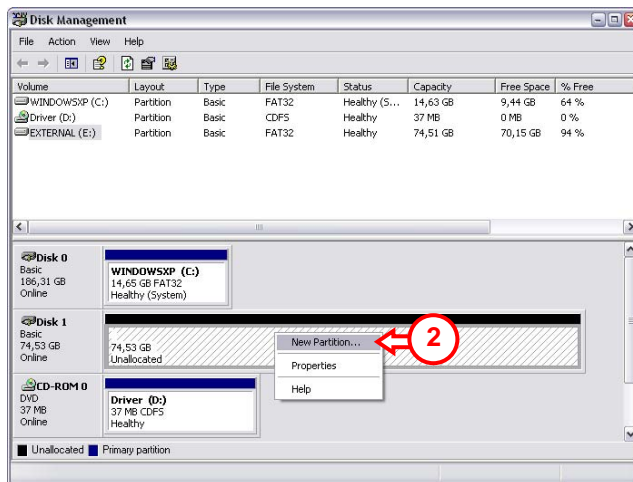 Disk Management
File Action View Help
Volume Layout Type File System Status Capacity Free Space % Free
WINDOWSXP (C:) Partition Basic FAT32 Healthy (S... 14,63 GB 9,44 GB 64 %
Driver (D:) Partition Basic CDFS Healthy 37 MB 0 MB 0 %
EXTERNAL (E:) Partition Basic FAT32 Healthy 74,51 GB 70,15 GB 94 %
Disk 0
Basic
186,31 GB
Online
WINDOWSXP (C:)
14,65 GB FAT32
Healthy (System)
Disk 1
Basic
74,53 GB
Online
74,53 GB
Unallocated
New Partition...
Properties
Help
2
CD-ROM 0
DVD
37 MB
Online
Driver (D:)
37 MB CDFS
Healthy
Unallocated Primary partition